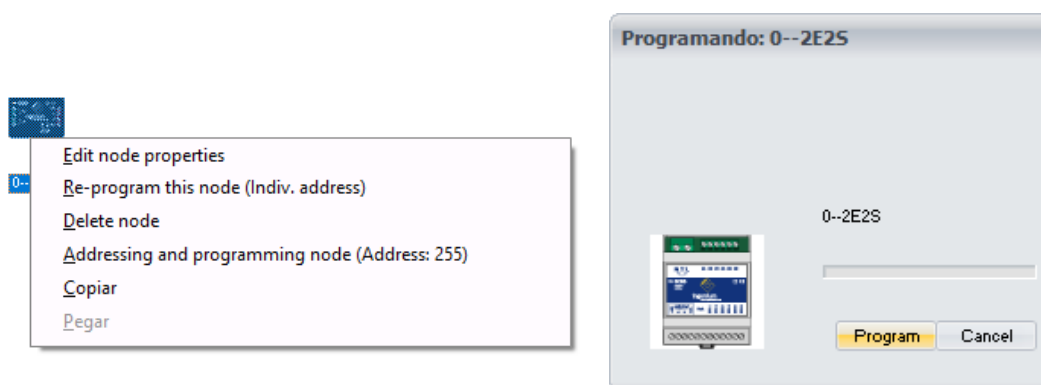 Programando: 0--2E2S
Edit node properties
0--
Re-program this node (Indiv. address)
Delete node
Addressing and programming node (Address: 255)
Copiar
Pegar
0--2E2S
Program
Cancel